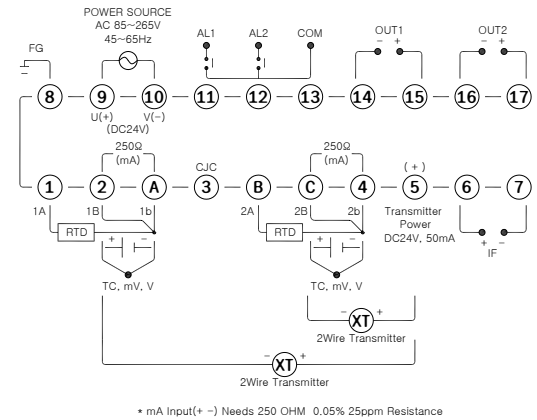 POWER SOURCE
AC 85~265V
45~65Hz
FG
AL1
AL2
COM
OUT1
OUT2
- +
- +
8
9
10
11
12
13
14
15
16
17
U(+)
V(-)
(DC24V)
250Ω
(mA)
CJC
250Ω
(mA)
(+)
1
2
A
3
B
C
4
5
6
7
1A
1B
1b
2A
2B
2b
Transmitter
Power
DC24V, 50mA
RTD
+ -
RTD
+ -
+ -
IF
TC, mV, V
TC, mV, V
- XT +
2Wire Transmitter
- XT +
2Wire Transmitter
* mA Input(+ -) Needs 250 OHM 0.05% 25ppm Resistance